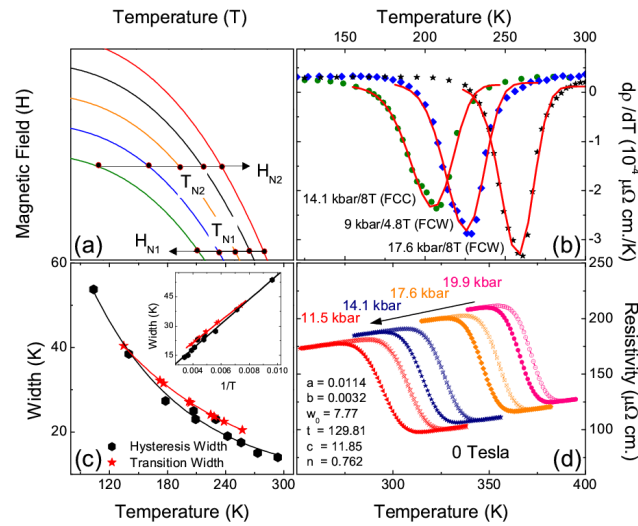 Temperature (T)
Temperature (K)
150 200 250 300
Magnetic Field (H)
H_N2
T_N2
T_N1
H_N1
(a)
0
-1
-2
-3
dρ/dT (10⁻⁴ μΩ cm./K)
14.1 kbar/8T (FCC)
9 kbar/4.8T (FCW)
17.6 kbar/8T (FCW)
(b)
60
40
20
Width (K)
45
30
15
Width (K)
0.004 0.006 0.008 0.010
1/T
Hysteresis Width
Transition Width
(c)
120 180 240 300
Temperature (K)
19.9 kbar
17.6 kbar
14.1 kbar
11.5 kbar
a = 0.0114
b = 0.0032
w₀ = 7.77
t = 129.81
c = 11.85
n = 0.762
0 Tesla
(d)
250
200
150
100
50
Resistivity (μΩ cm.)
300 350 400
Temperature (K)